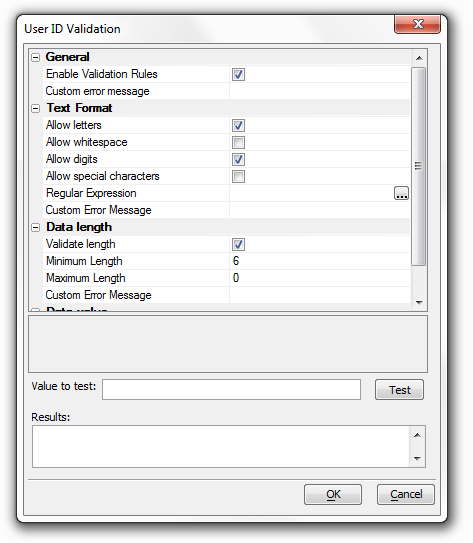 User ID Validation
General
Enable Validation Rules
Custom error message
Text Format
Allow letters
Allow whitespace
Allow digits
Allow special characters
Regular Expression ...
Custom Error Message
Data length
Validate length
Minimum Length 6
Maximum Length 0
Custom Error Message
Data value
Value to test: Test
Results:
OK Cancel